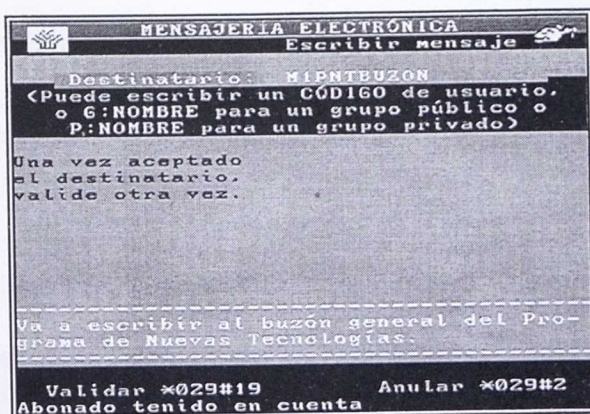 MENSAJERÍA ELECTRÓNICA
Escribir mensaje
Destinatario: M1PNTBUZON
(Puede escribir un CÓDIGO de usuario,
o G:NOMBRE para un grupo público o
P.:NOMBRE para un grupo privado)
Una vez aceptado
el destinatario,
valide otra vez.
Va a escribir al buzón general del Pro-
grama de Nuevas Tecnologías.
Validar *029#19 Anular *029#2
Abonado tenido en cuenta